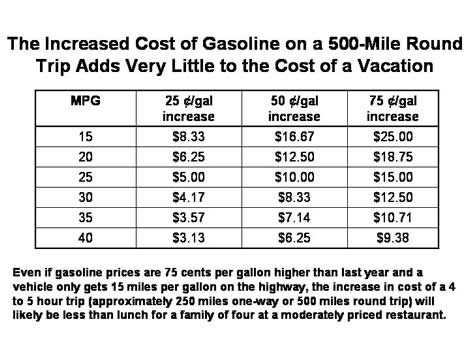 The Increased Cost of Gasoline on a 500-Mile Round
Trip Adds Very Little to the Cost of a Vacation
MPG 25 ¢/gal increase 50 ¢/gal increase 75 ¢/gal increase
15 $8.33 $16.67 $25.00
20 $6.25 $12.50 $18.75
25 $5.00 $10.00 $15.00
30 $4.17 $8.33 $12.50
35 $3.57 $7.14 $10.71
40 $3.13 $6.25 $9.38
Even if gasoline prices are 75 cents per gallon higher than last year and a
vehicle only gets 15 miles per gallon on the highway, the increase in cost of a 4
to 5 hour trip (approximately 250 miles one-way or 500 miles round trip) will
likely be less than lunch for a family of four at a moderately priced restaurant.